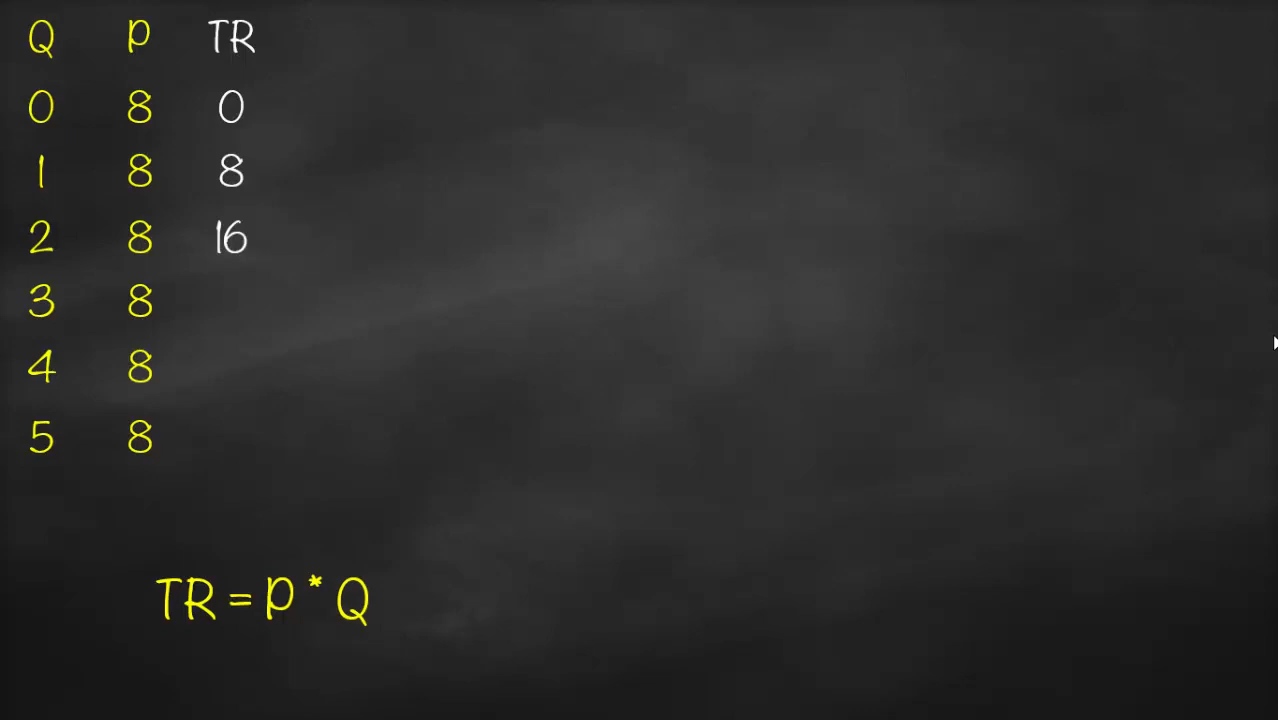 Q P TR
0 8 0
1 8 8
2 8 16
3 8
4 8
5 8
TR = P * Q